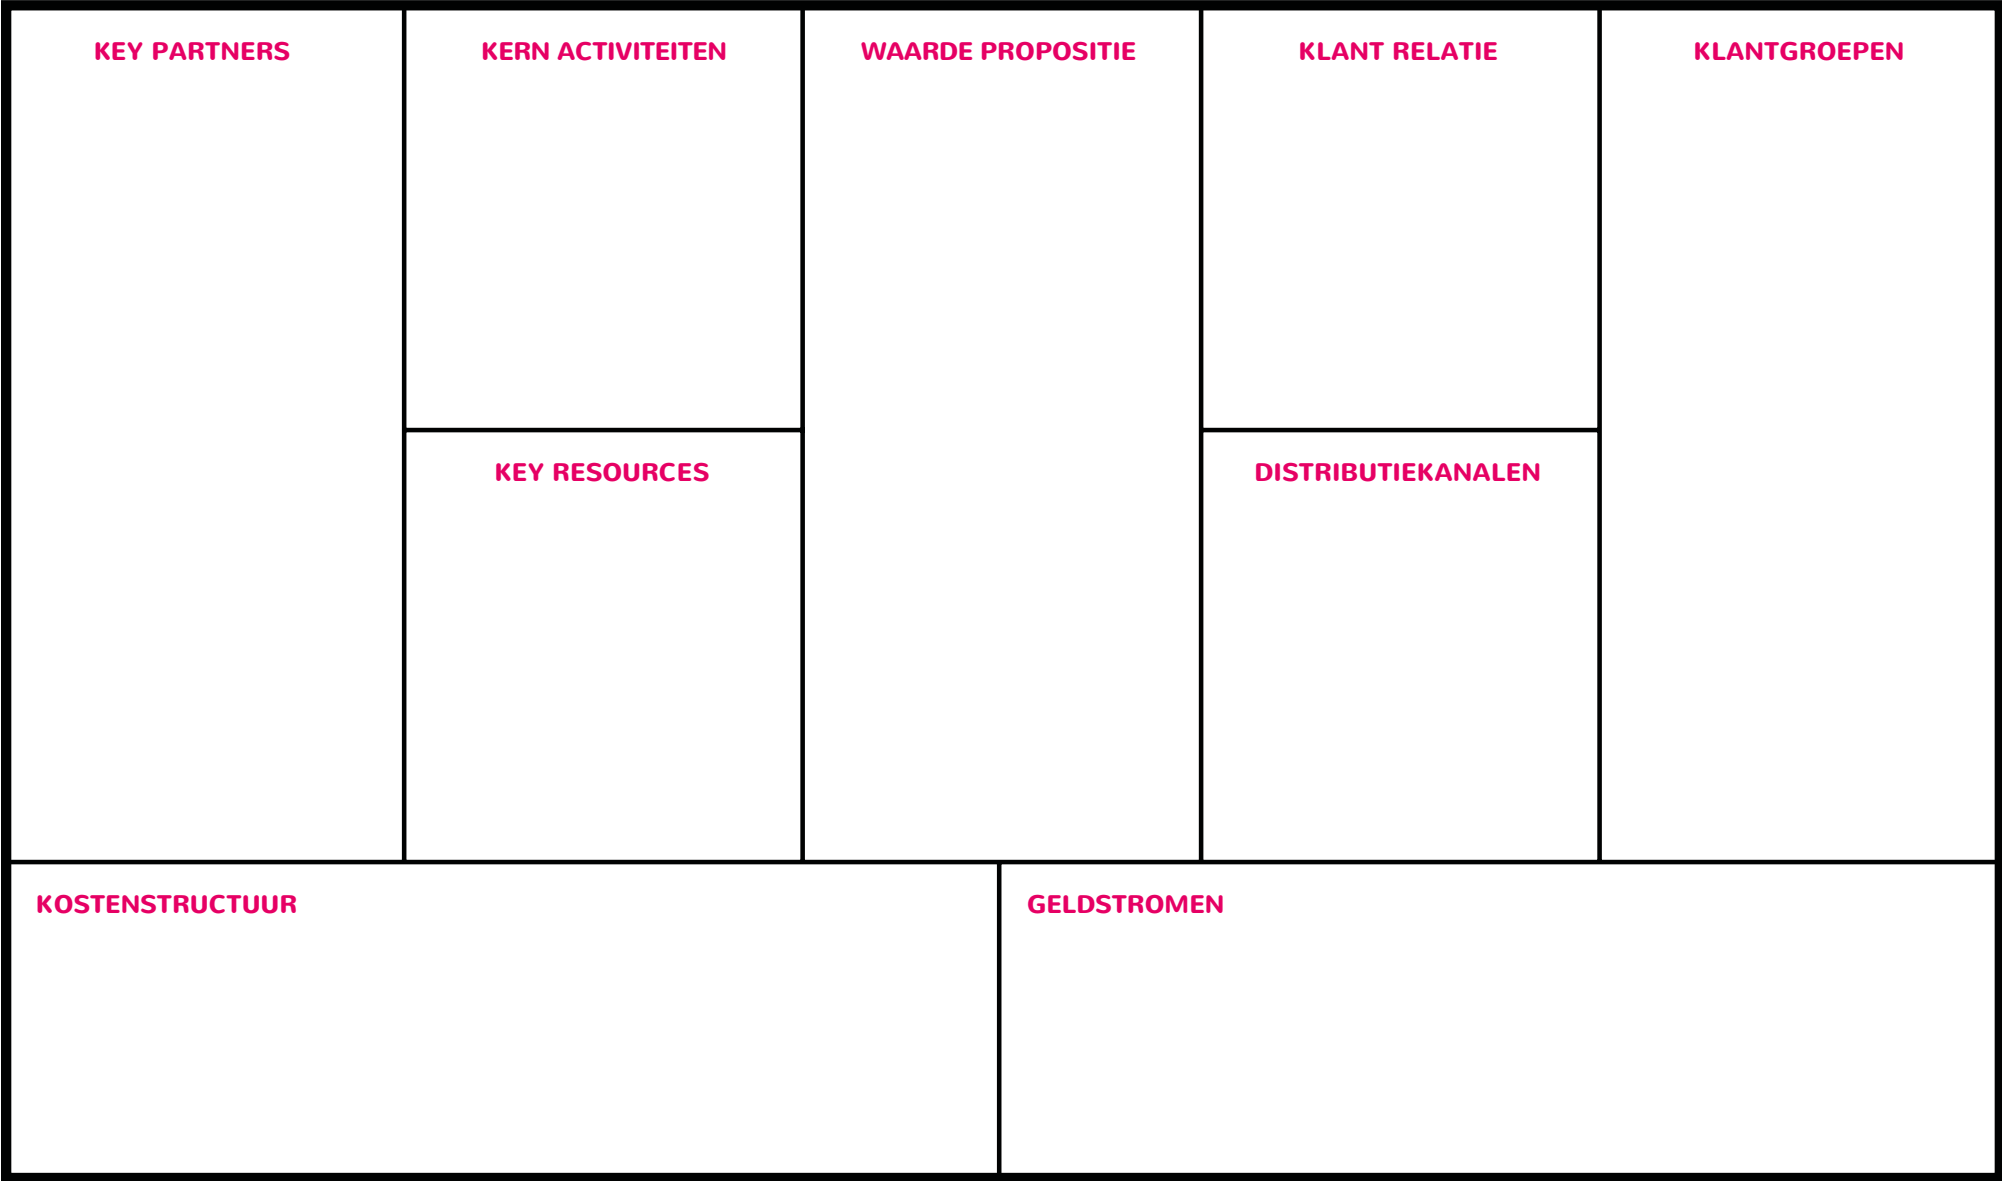 KEY PARTNERS
KERN ACTIVITEITEN
WAARDE PROPOSITIE
KLANT RELATIE
KLANTGROEPEN
KEY RESOURCES
DISTRIBUTIEKANALEN
KOSTENSTRUCTUUR
GELDSTROMEN